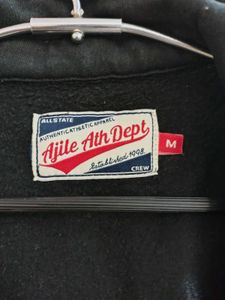 ALLSTATE
AUTHENTIC ATHLETIC APPAREL
Ajile Ath Dept
Established 1998
CREW
M